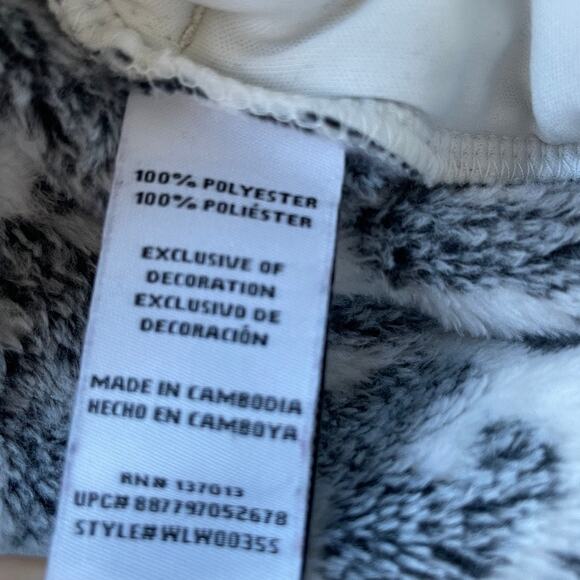 100% POLYESTER
100% POLIÉSTER
EXCLUSIVE OF
DECORATION
EXCLUSIVO DE
DECORACIÓN
MADE IN CAMBODIA
HECHO EN CAMBOYA
RN# 137013
UPC# 887797052678
STYLE#WLW00355